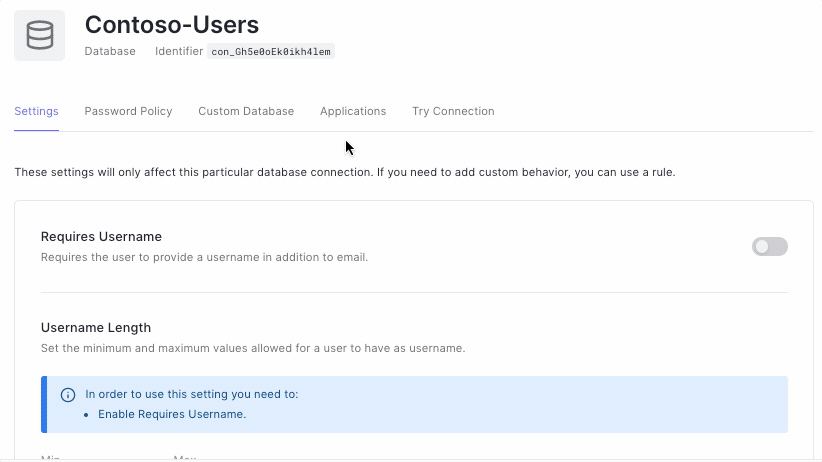 Contoso-Users
Database Identifier con_Gh5e0oEk0ikh4lem
Settings Password Policy Custom Database Applications Try Connection
These settings will only affect this particular database connection. If you need to add custom behavior, you can use a rule.
Requires Username
Requires the user to provide a username in addition to email.
Username Length
Set the minimum and maximum values allowed for a user to have as username.
In order to use this setting you need to:
• Enable Requires Username.
Min Max